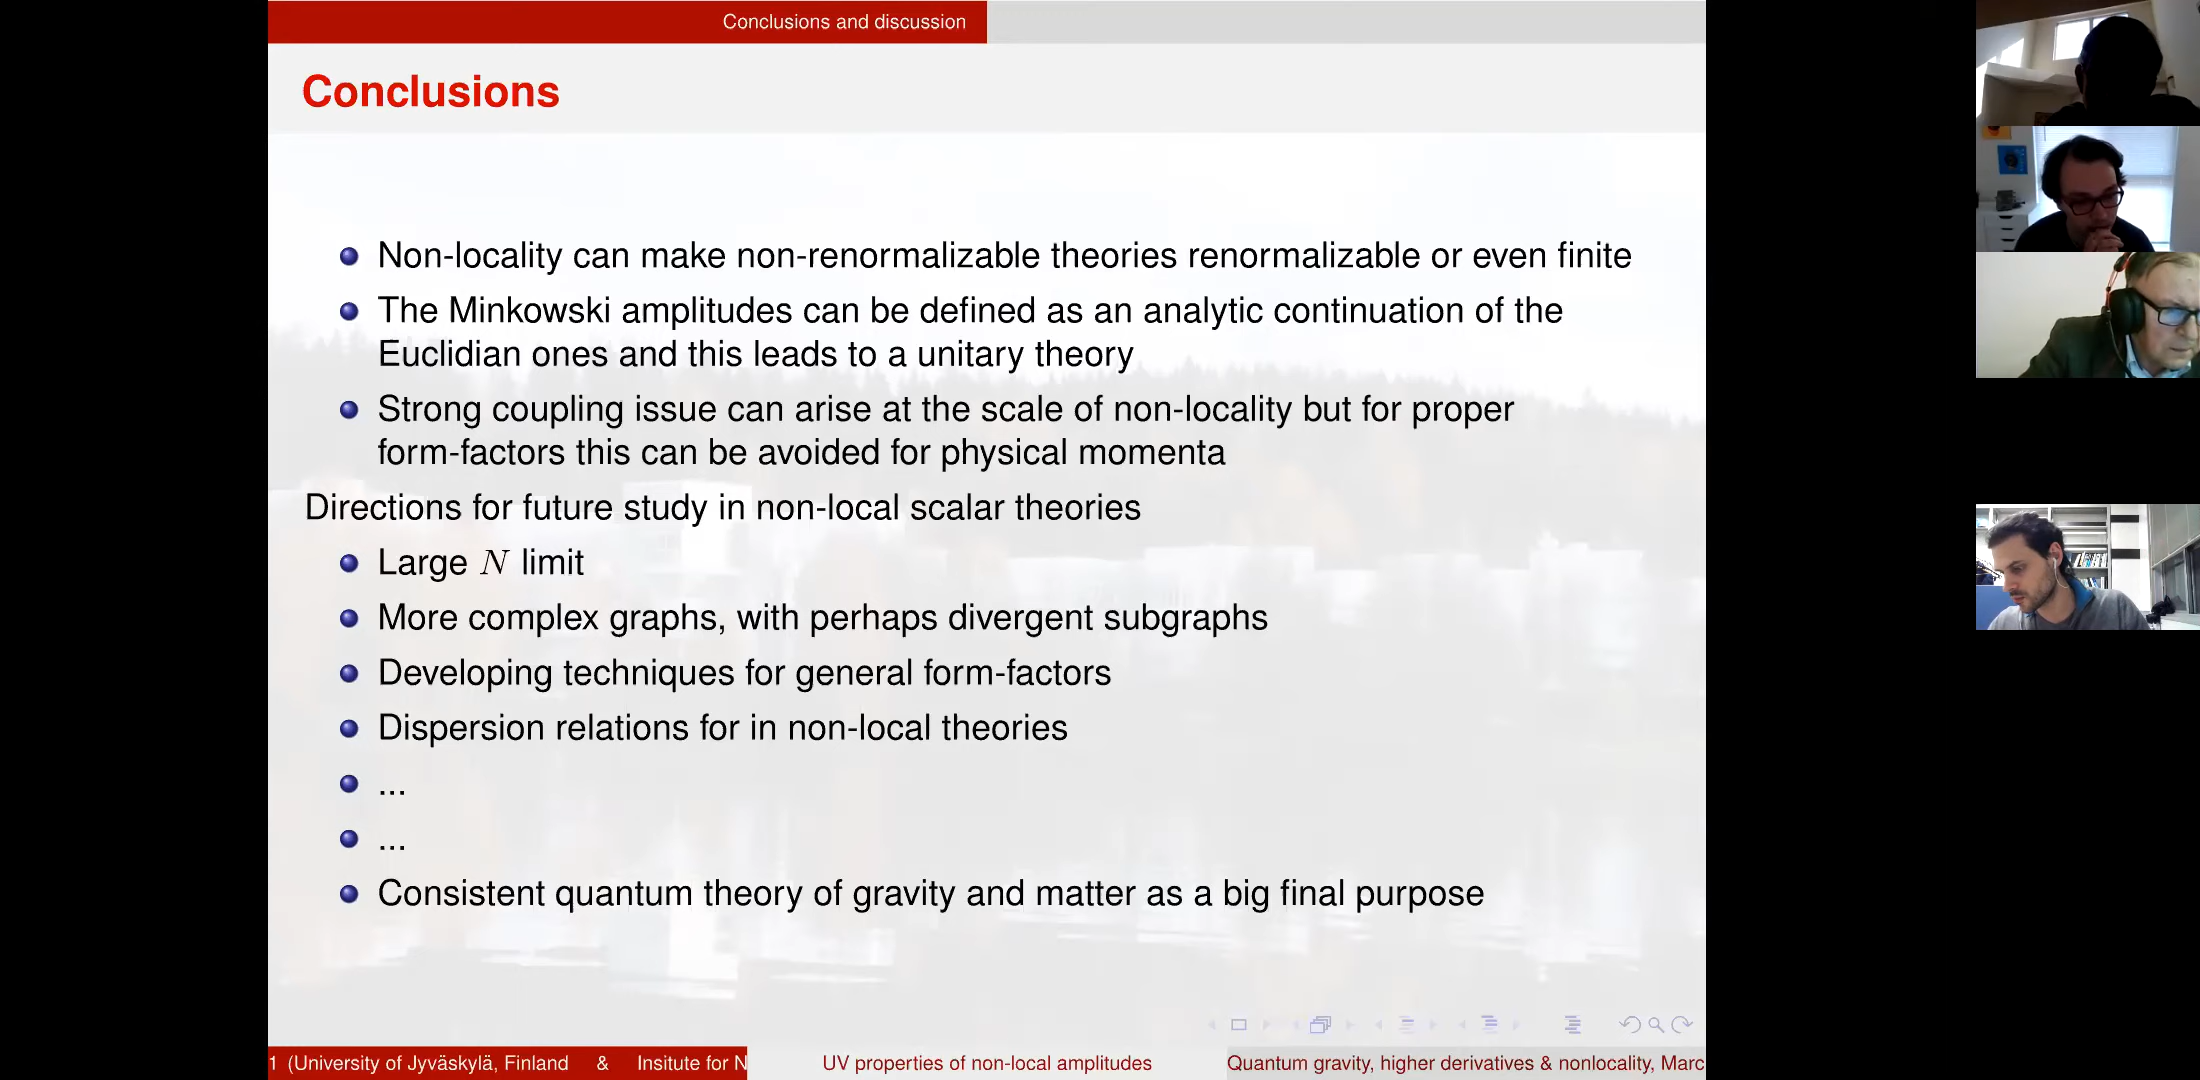 Conclusions and discussion
Conclusions
Non-locality can make non-renormalizable theories renormalizable or even finite
The Minkowski amplitudes can be defined as an analytic continuation of the
Euclidian ones and this leads to a unitary theory
Strong coupling issue can arise at the scale of non-locality but for proper
form-factors this can be avoided for physical momenta
Directions for future study in non-local scalar theories
Large N limit
More complex graphs, with perhaps divergent subgraphs
Developing techniques for general form-factors
Dispersion relations for in non-local theories
...
...
Consistent quantum theory of gravity and matter as a big final purpose
1 (University of Jyväskylä, Finland & Insitute for N
UV properties of non-local amplitudes
Quantum gravity, higher derivatives & nonlocality, Marc